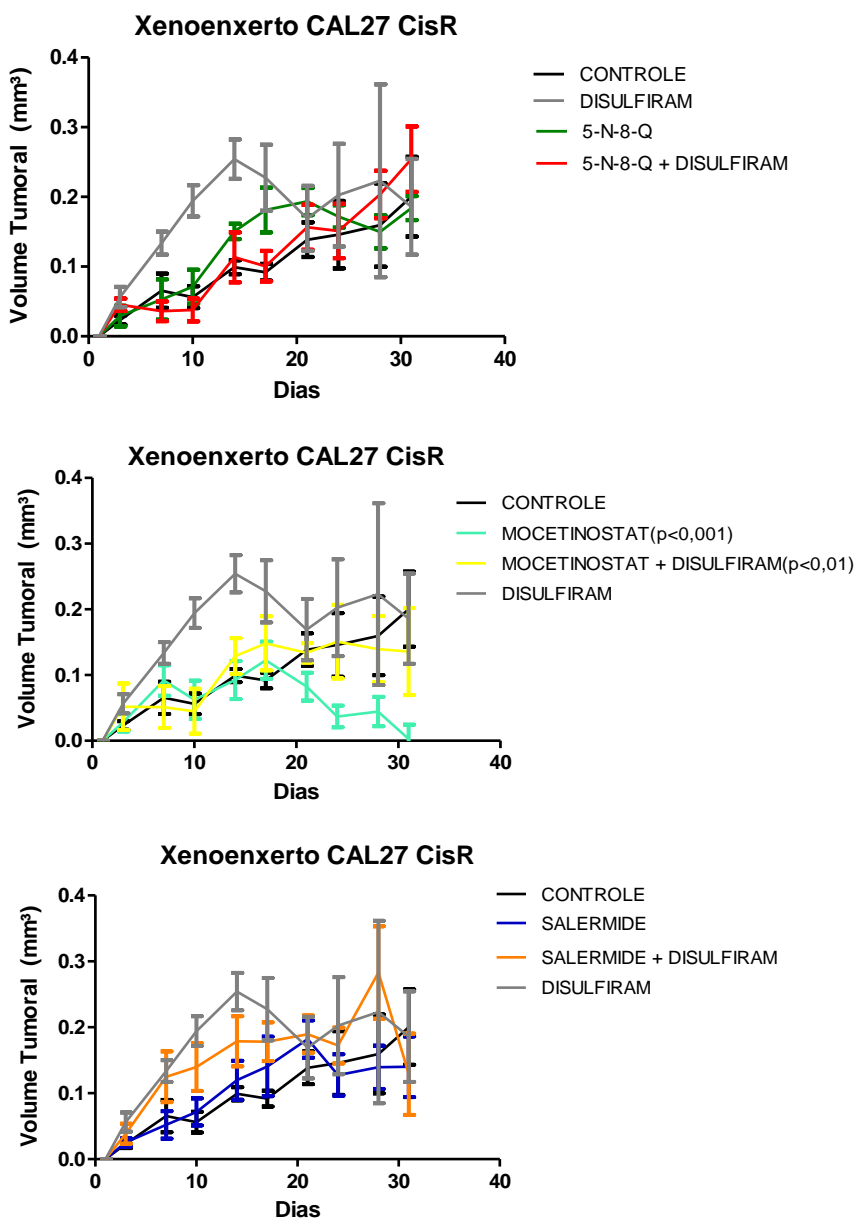 Xenoenxerto CAL27 CisR
Volume Tumoral (mm³)
0.4
0.3
0.2
0.1
0.0
0 10 20 30 40
Dias
CONTROLE
DISULFIRAM
5-N-8-Q
5-N-8-Q + DISULFIRAM
Xenoenxerto CAL27 CisR
Volume Tumoral (mm³)
0.4
0.3
0.2
0.1
0.0
0 10 20 30 40
Dias
CONTROLE
MOCETINOSTAT(p<0,001)
MOCETINOSTAT + DISULFIRAM(p<0,01)
DISULFIRAM
Xenoenxerto CAL27 CisR
Volume Tumoral (mm³)
0.4
0.3
0.2
0.1
0.0
0 10 20 30 40
Dias
CONTROLE
SALERMIDE
SALERMIDE + DISULFIRAM
DISULFIRAM